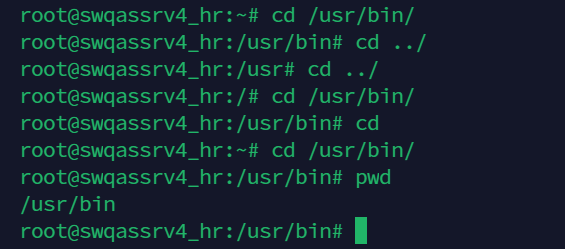 root@swqassrv4_hr:~# cd /usr/bin/
root@swqassrv4_hr:/usr/bin# cd ../
root@swqassrv4_hr:/usr# cd ../
root@swqassrv4_hr:/# cd /usr/bin/
root@swqassrv4_hr:/usr/bin# cd
root@swqassrv4_hr:~# cd /usr/bin/
root@swqassrv4_hr:/usr/bin# pwd
/usr/bin
root@swqassrv4_hr:/usr/bin#